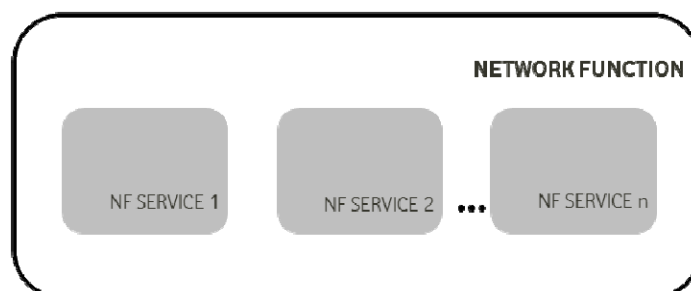 NETWORK FUNCTION
NF SERVICE 1
NF SERVICE 2
...
NF SERVICE n